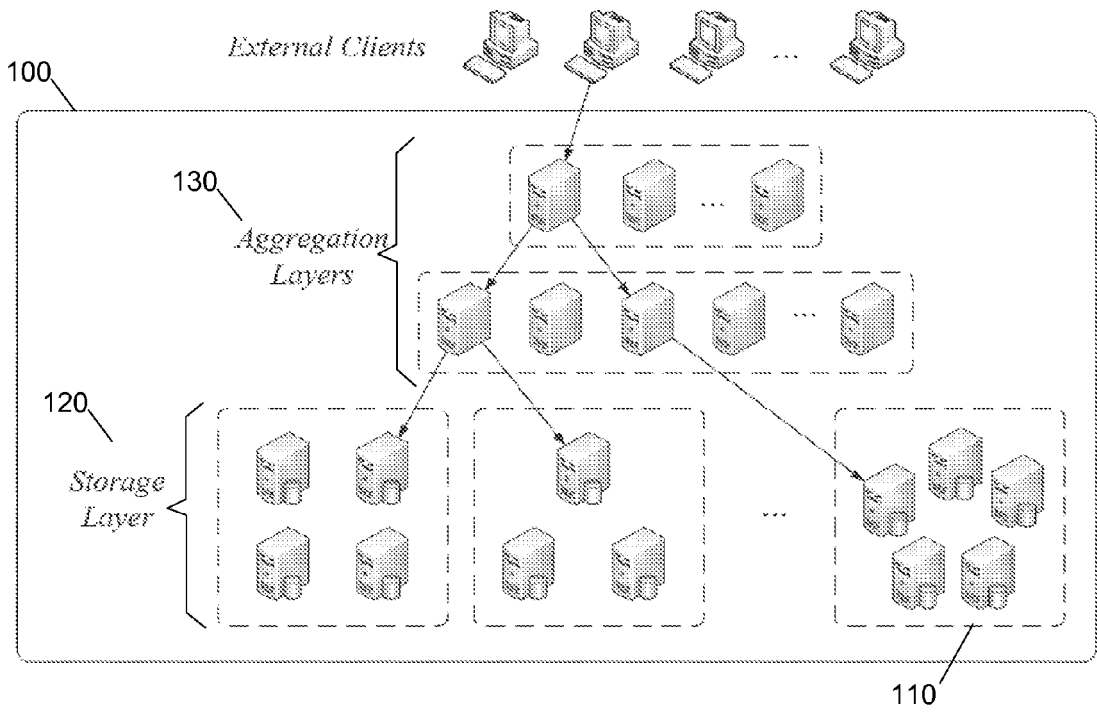 External Clients
...
100
130
...
Aggregation
Layers
...
120
Storage
Layer
...
110